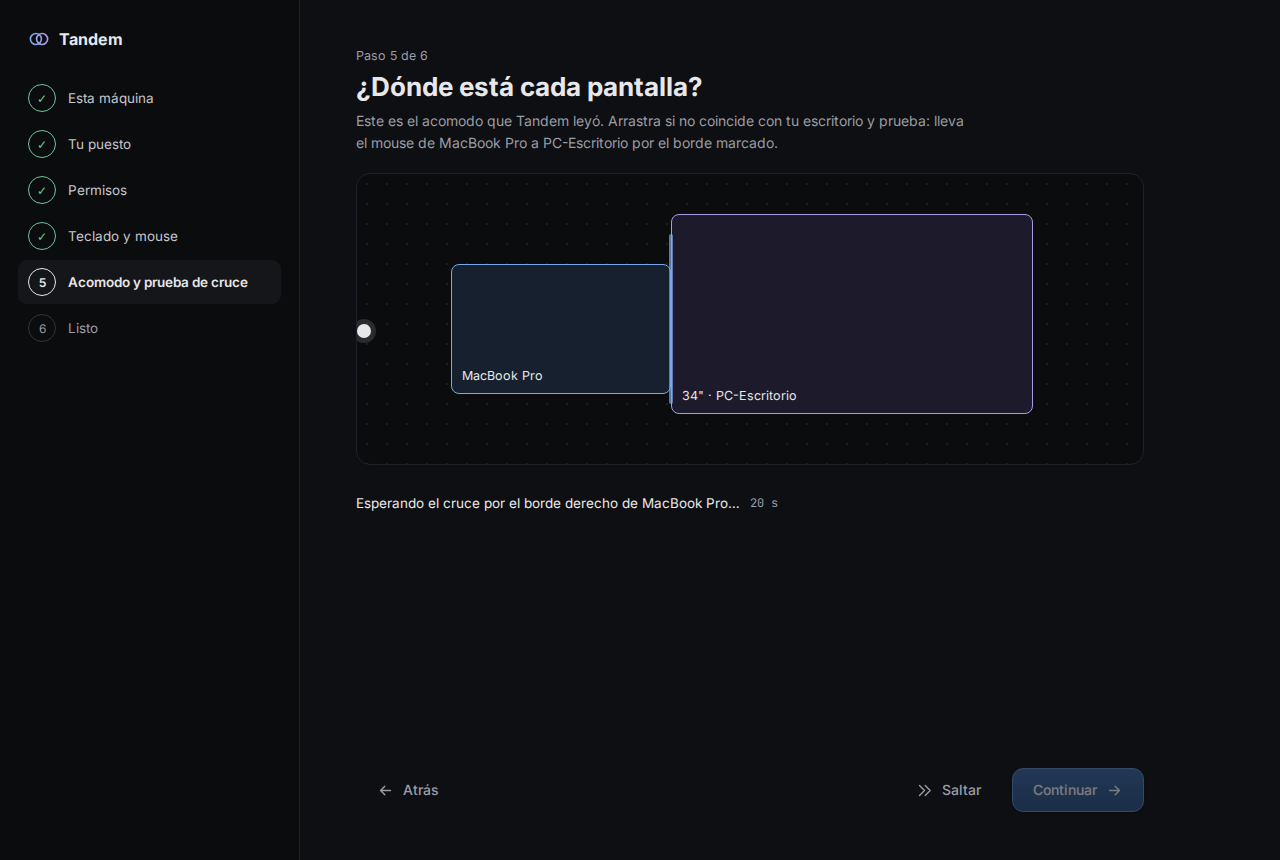 Tandem
✓ Esta máquina
✓ Tu puesto
✓ Permisos
✓ Teclado y mouse
5 Acomodo y prueba de cruce
6 Listo
Paso 5 de 6
¿Dónde está cada pantalla?
Este es el acomodo que Tandem leyó. Arrastra si no coincide con tu escritorio y prueba: lleva
el mouse de MacBook Pro a PC-Escritorio por el borde marcado.
MacBook Pro
34" · PC-Escritorio
Esperando el cruce por el borde derecho de MacBook Pro… 20 s
← Atrás
Saltar
Continuar →